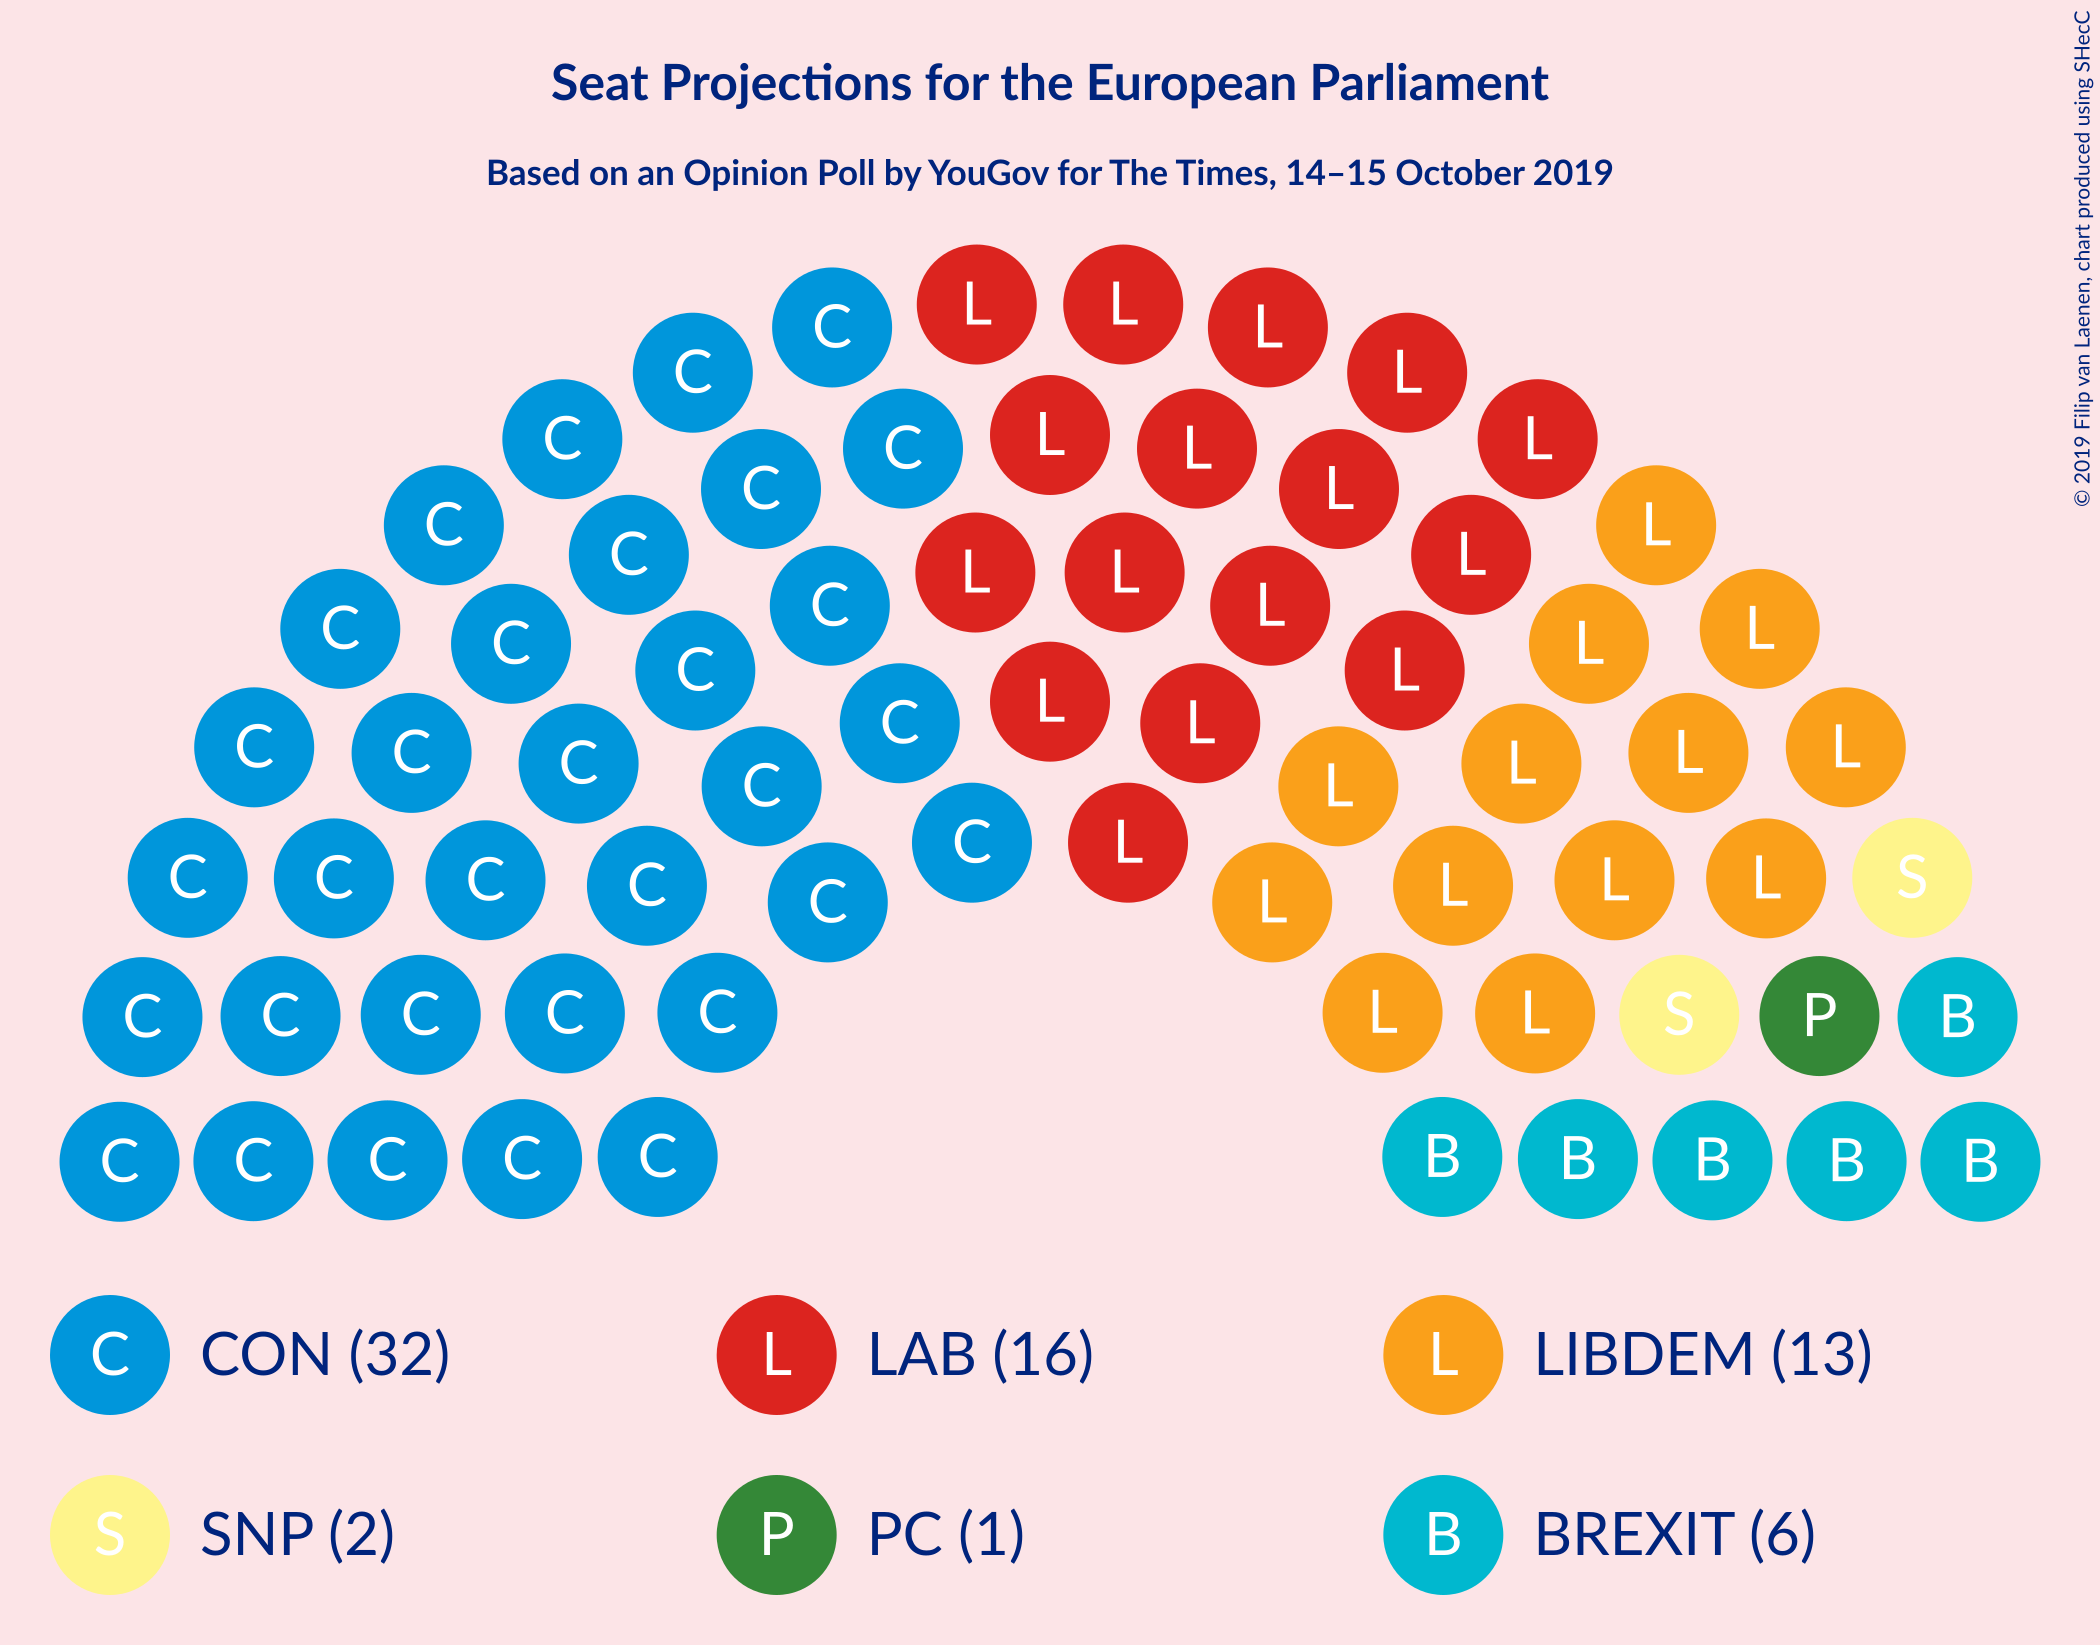 Seat Projections for the European Parliament
Based on an Opinion Poll by YouGov for The Times, 14–15 October 2019
© 2019 Filip van Laenen, chart produced using SHecC
L L
C L
C L
C L
L
C L
C C L
C L
C L
L L
C C L
C L
C L
C C L L
C L
L
C L
C C L L
C L
C L
C C C C L L L S
C L
C C C C C L L S P B
C C C C C B B B B B
C CON (32) L LAB (16) L LIBDEM (13)
S SNP (2) P PC (1) B BREXIT (6)